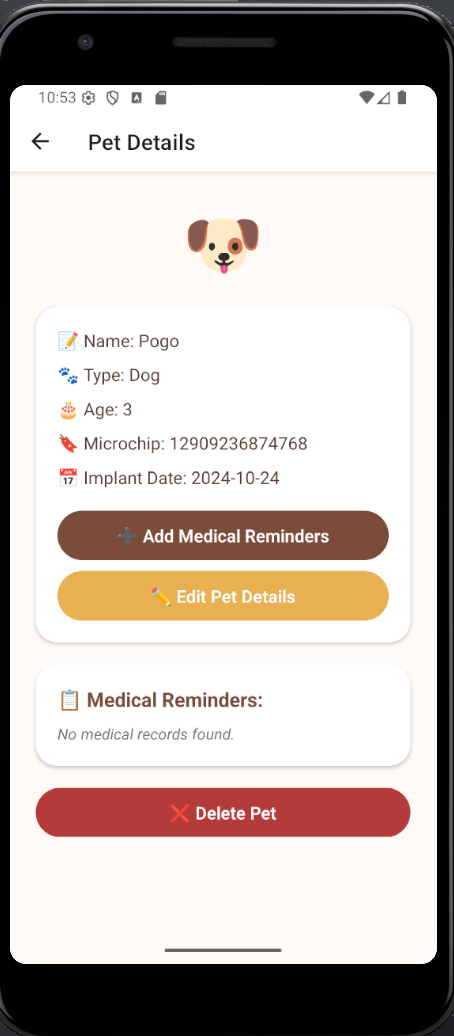 10:53
Pet Details
Name: Pogo
Type: Dog
Age: 3
Microchip: 12909236874768
Implant Date: 2024-10-24
Add Medical Reminders
Edit Pet Details
Medical Reminders:
No medical records found.
Delete Pet